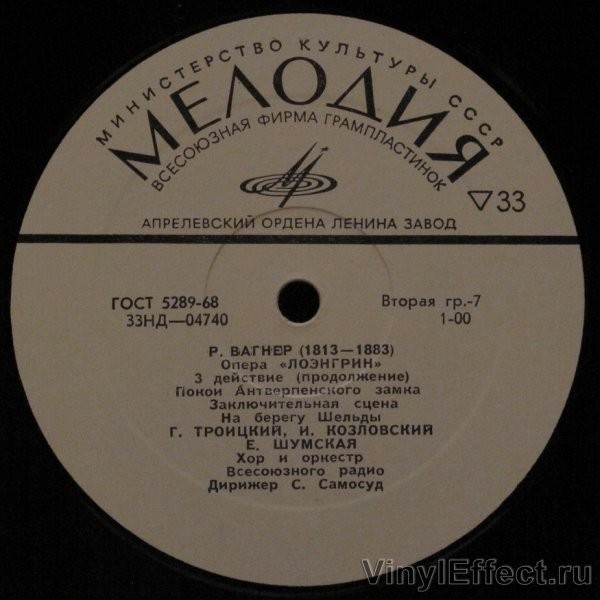 МИНИСТЕРСТВО КУЛЬТУРЫ СССР
МЕЛОДИЯ
ВСЕСОЮЗНАЯ ФИРМА ГРАМПЛАСТИНОК
33
АПРЕЛЕВСКИЙ ОРДЕНА ЛЕНИНА ЗАВОД
ГОСТ 5289-68
Вторая гр.-7
33НД—04740
1-00
Р. ВАГНЕР (1813—1883)
Опера «ЛОЭНГРИН»
3 действие (продолжение)
Покои Антверпенского замка
Заключительная сцена
На берегу Шельды
Г. ТРОИЦКИЙ, И. КОЗЛОВСКИЙ
Е. ШУМСКАЯ
Хор и оркестр
Всесоюзного радио
Дирижер С. Самосуд
VinylEffect.ru